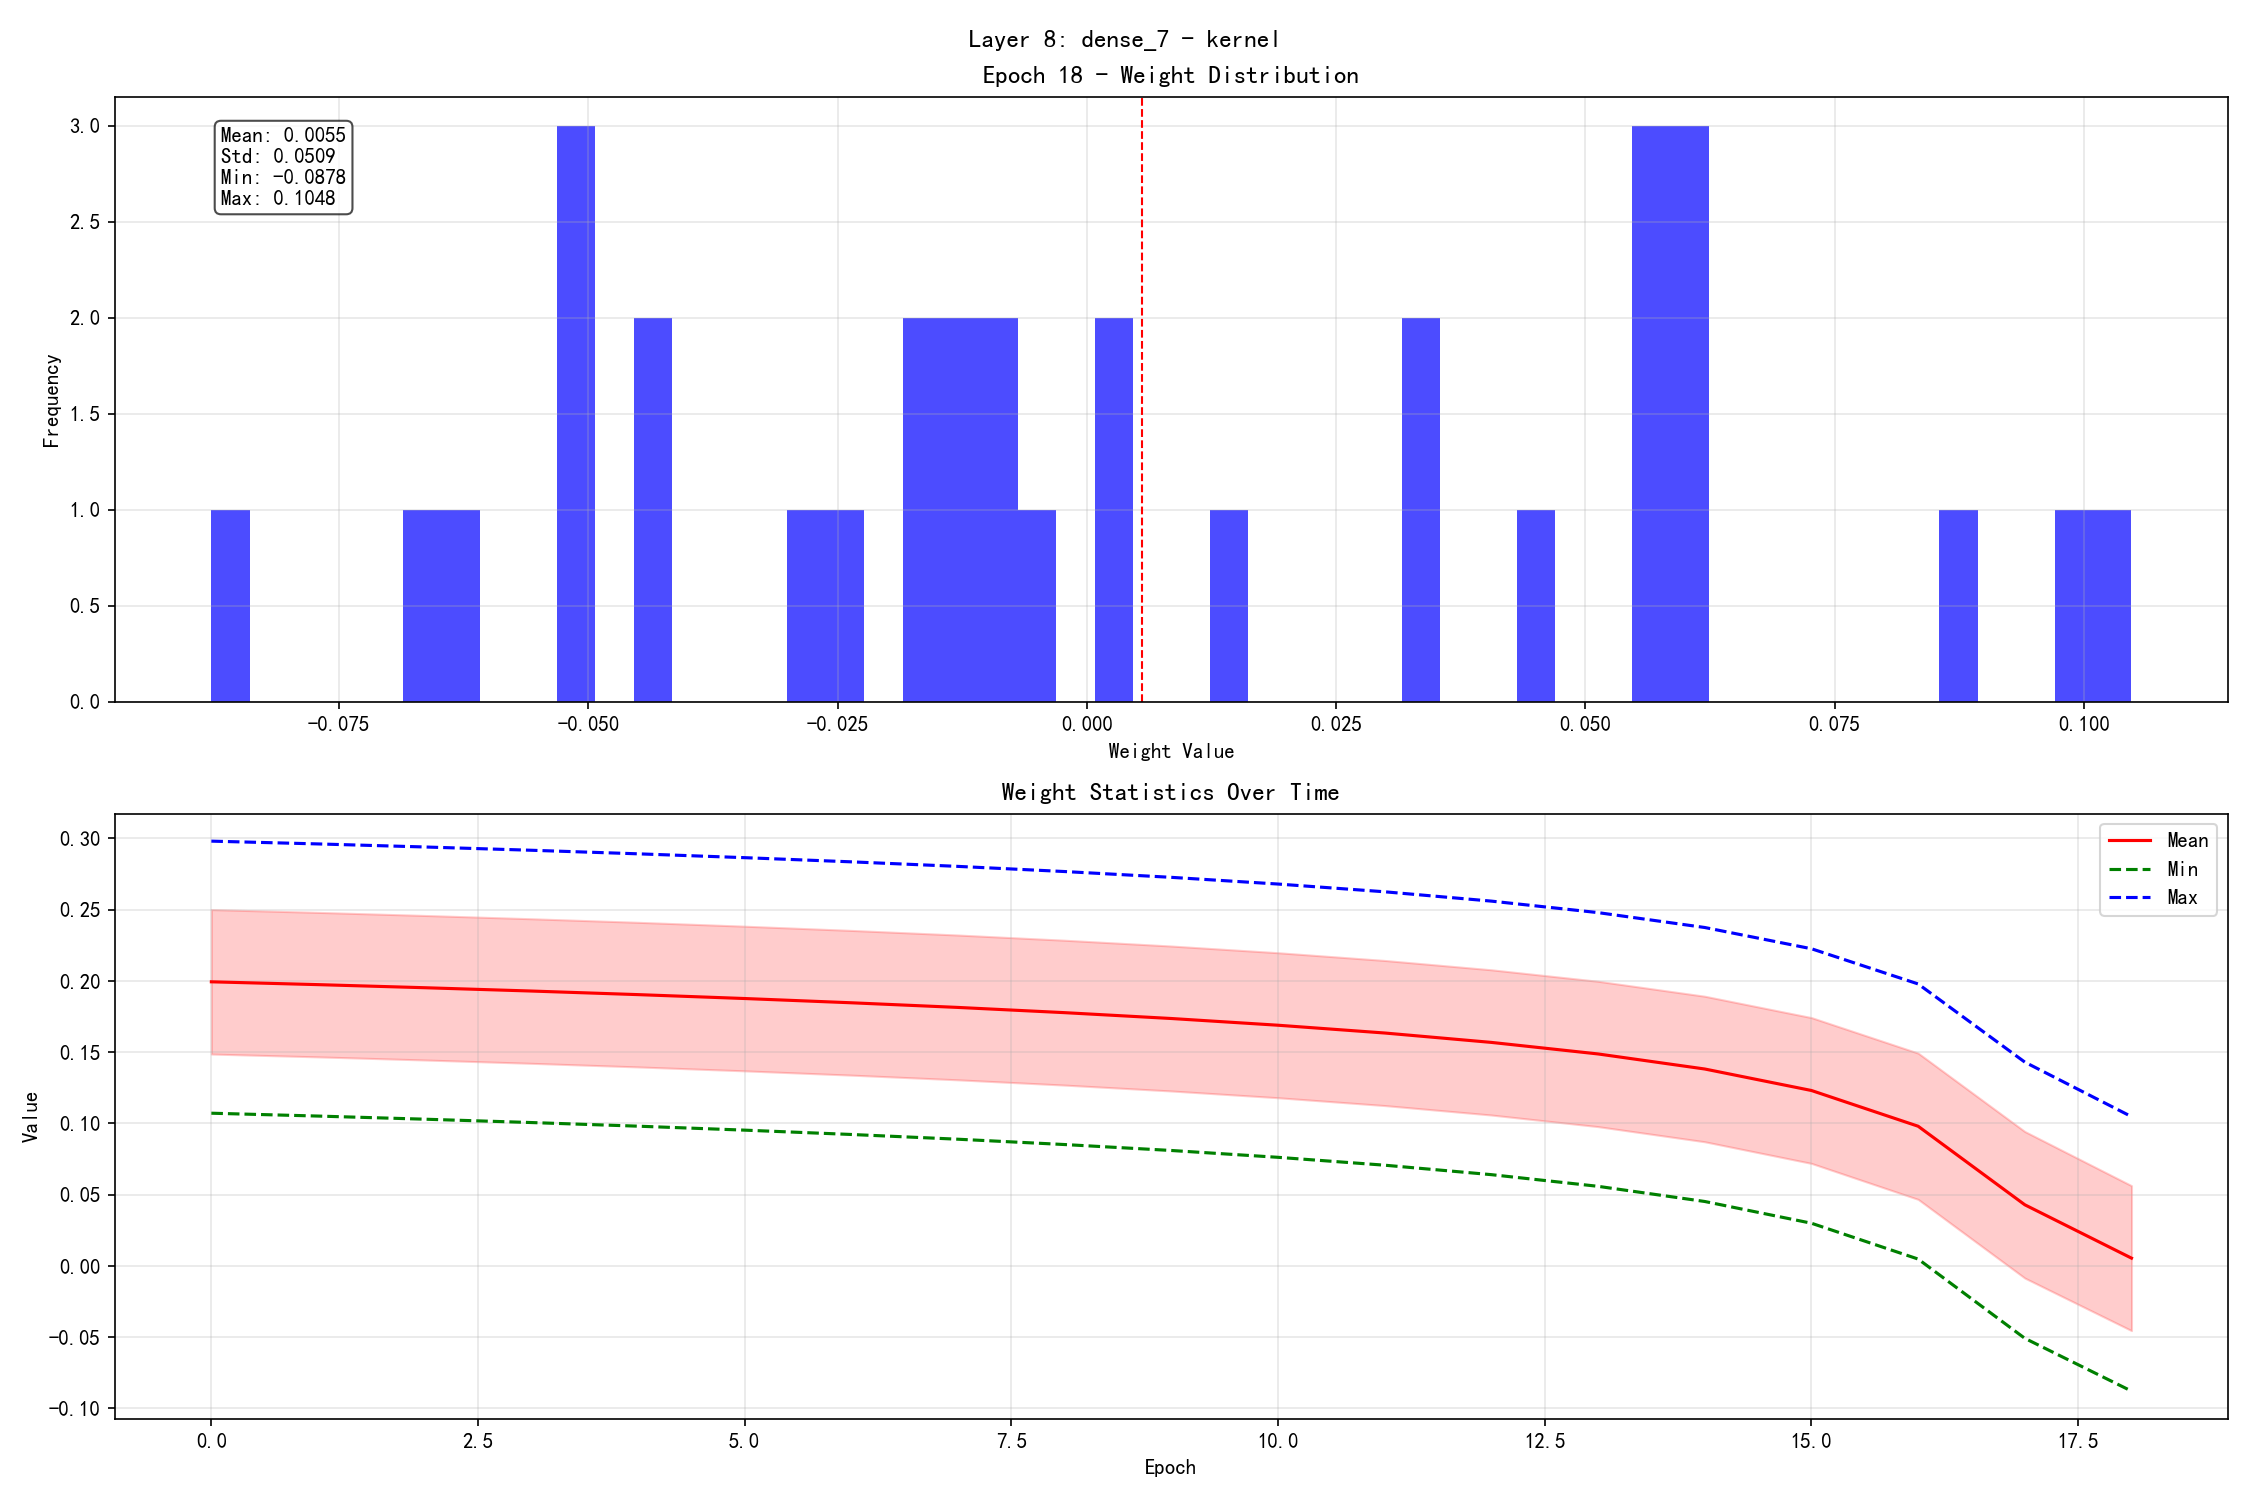 Layer 8: dense_7 - kernel
Epoch 18 - Weight Distribution
3.0
2.5
2.0
1.5
1.0
0.5
0.0
Frequency
Mean: 0.0055
Std: 0.0509
Min: -0.0878
Max: 0.1048
-0.075 -0.050 -0.025 0.000 0.025 0.050 0.075 0.100
Weight Value
Weight Statistics Over Time
0.30
0.25
0.20
0.15
0.10
0.05
0.00
-0.05
-0.10
Value
Mean
Min
Max
0.0 2.5 5.0 7.5 10.0 12.5 15.0 17.5
Epoch